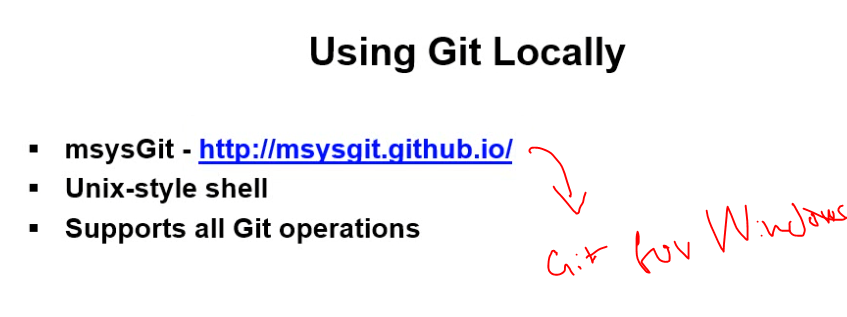 Using Git Locally
▪ msysGit - http://msysgit.github.io/
▪ Unix-style shell
▪ Supports all Git operations
Git for Windows